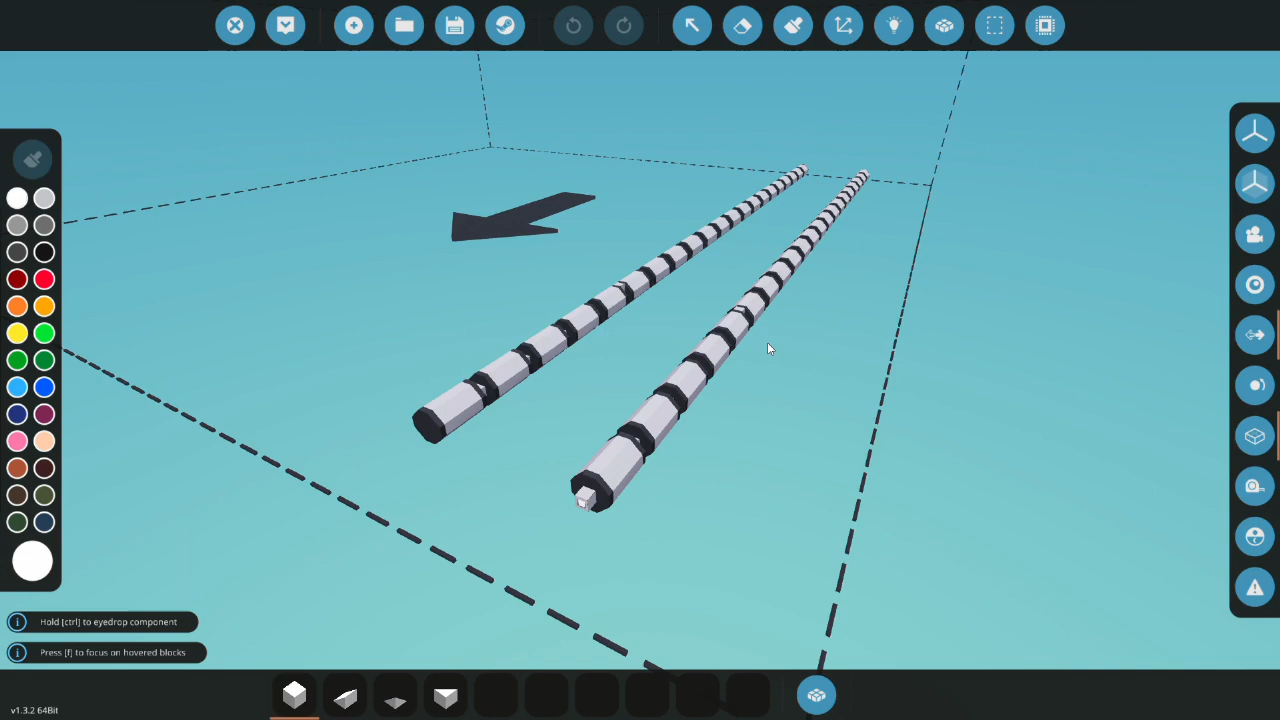 Hold [ctrl] to eyedrop component
Press [f] to focus on hovered blocks
v1.3.2 64Bit